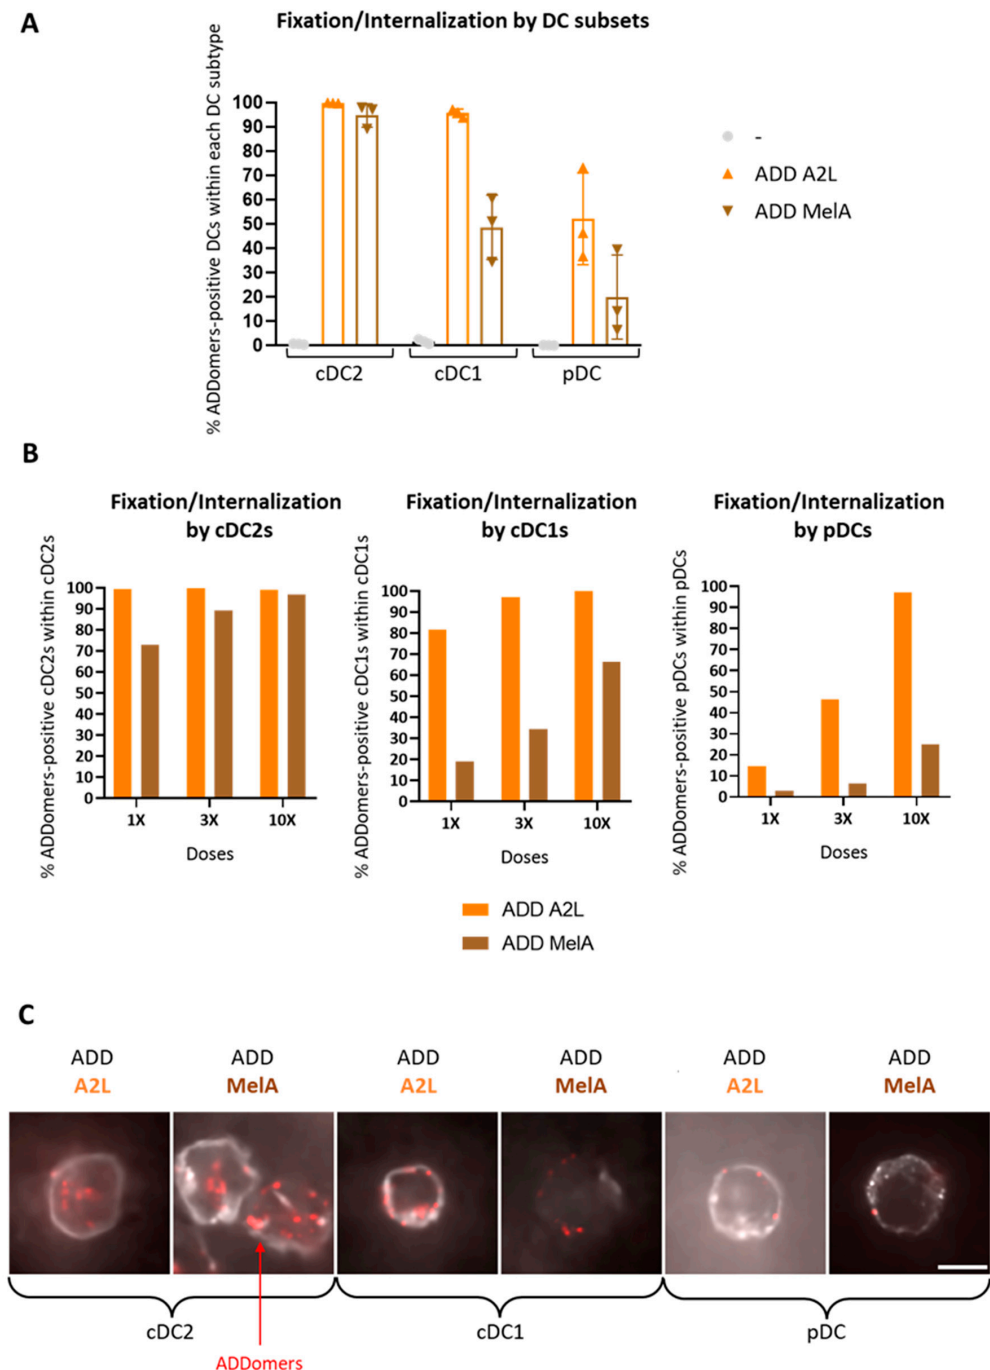 A
Fixation/Internalization by DC subsets
% ADDomers-positive DCs within each DC subtype
100
90
80
70
60
50
40
30
20
10
0
cDC2 cDC1 pDC
-
ADD A2L
ADD MelA
B
Fixation/Internalization
by cDC2s
% ADDomers-positive cDC2s within cDC2s
100
90
80
70
60
50
40
30
20
10
0
1X 3X 10X
Doses
Fixation/Internalization
by cDC1s
% ADDomers-positive cDC1s within cDC1s
100
90
80
70
60
50
40
30
20
10
0
1X 3X 10X
Doses
Fixation/Internalization
by pDCs
% ADDomers-positive pDCs within pDCs
100
90
80
70
60
50
40
30
20
10
0
1X 3X 10X
Doses
ADD A2L
ADD MelA
C
ADD ADD ADD ADD ADD ADD
A2L MelA A2L MelA A2L MelA
cDC2 cDC1 pDC
ADDomers